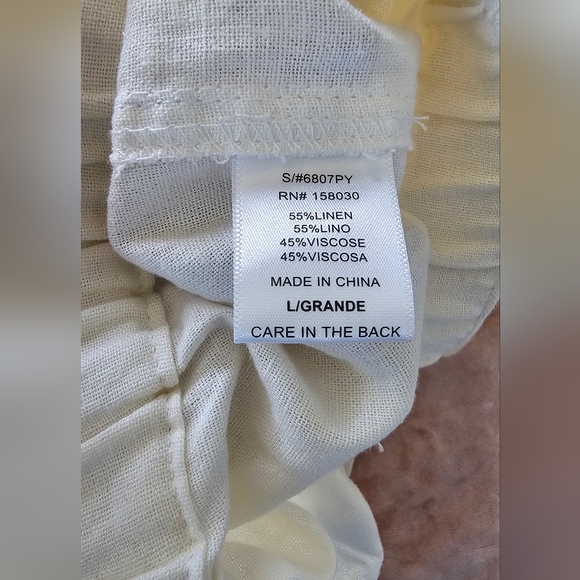 S/#6807PY
RN# 158030
55%LINEN
55%LINO
45%VISCOSE
45%VISCOSA
MADE IN CHINA
L/GRANDE
CARE IN THE BACK